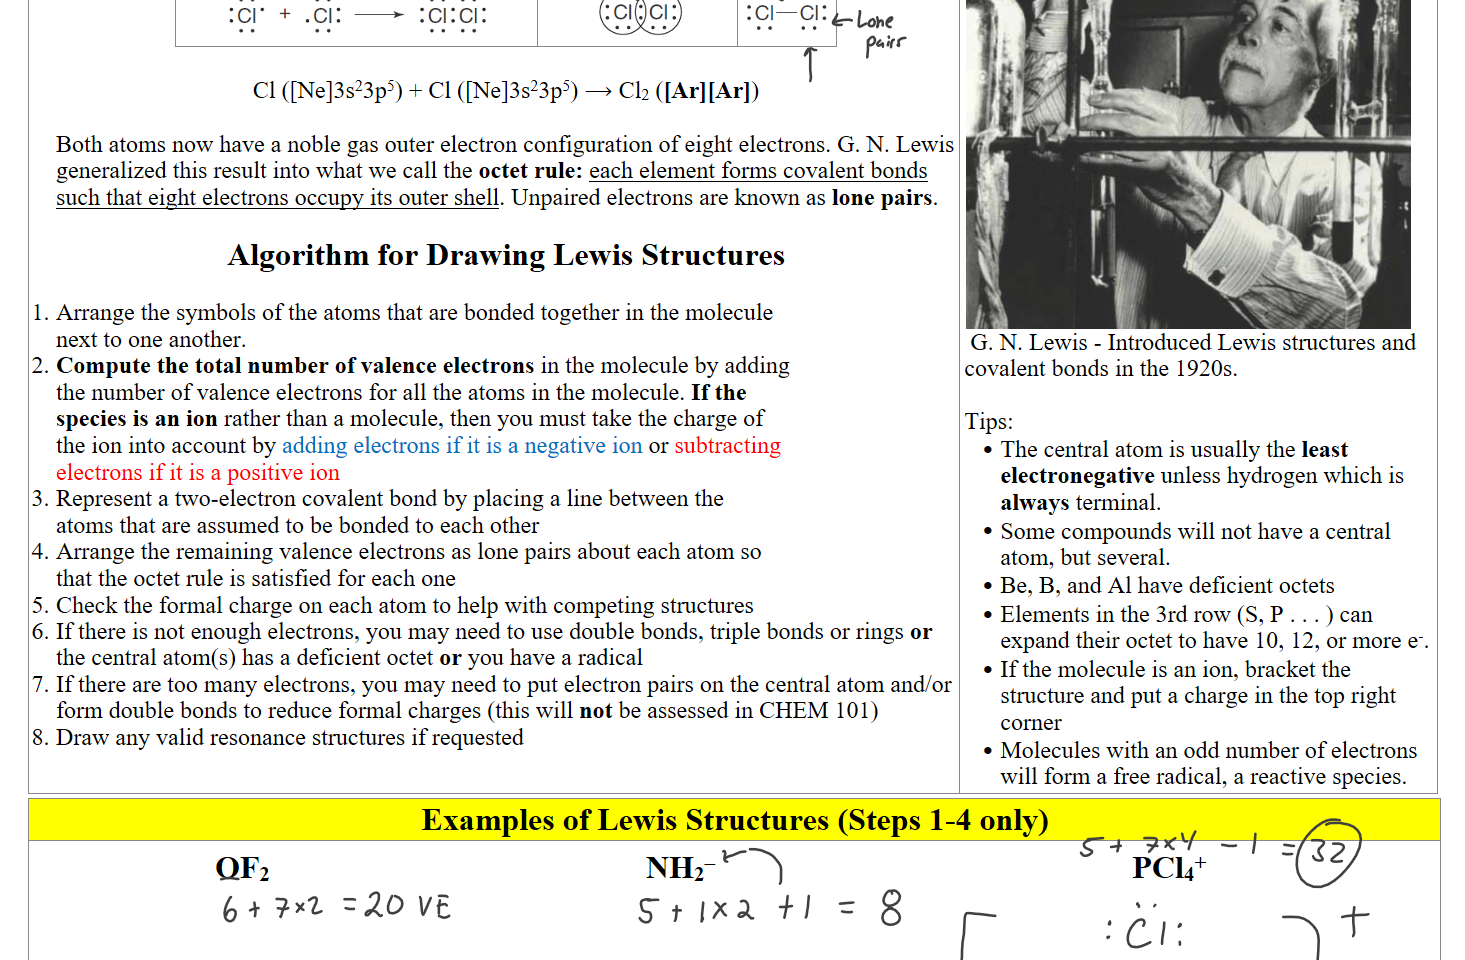 :Cl· + .Cl: ⟶ :Cl:Cl:
:Cl:Cl:
:Cl—Cl:
← Lone
pairs
Cl ([Ne]3s²3p⁵) + Cl ([Ne]3s²3p⁵) ⟶ Cl₂ ([Ar][Ar])
Both atoms now have a noble gas outer electron configuration of eight electrons. G. N. Lewis
generalized this result into what we call the octet rule: each element forms covalent bonds
such that eight electrons occupy its outer shell. Unpaired electrons are known as lone pairs.
Algorithm for Drawing Lewis Structures
1. Arrange the symbols of the atoms that are bonded together in the molecule
next to one another.
2. Compute the total number of valence electrons in the molecule by adding
the number of valence electrons for all the atoms in the molecule. If the
species is an ion rather than a molecule, then you must take the charge of
the ion into account by adding electrons if it is a negative ion or subtracting
electrons if it is a positive ion
3. Represent a two-electron covalent bond by placing a line between the
atoms that are assumed to be bonded to each other
4. Arrange the remaining valence electrons as lone pairs about each atom so
that the octet rule is satisfied for each one
5. Check the formal charge on each atom to help with competing structures
6. If there is not enough electrons, you may need to use double bonds, triple bonds or rings or
the central atom(s) has a deficient octet or you have a radical
7. If there are too many electrons, you may need to put electron pairs on the central atom and/or
form double bonds to reduce formal charges (this will not be assessed in CHEM 101)
8. Draw any valid resonance structures if requested
G. N. Lewis - Introduced Lewis structures and
covalent bonds in the 1920s.
Tips:
• The central atom is usually the least
electronegative unless hydrogen which is
always terminal.
• Some compounds will not have a central
atom, but several.
• Be, B, and Al have deficient octets
• Elements in the 3rd row (S, P . . . ) can
expand their octet to have 10, 12, or more e⁻.
• If the molecule is an ion, bracket the
structure and put a charge in the top right
corner
• Molecules with an odd number of electrons
will form a free radical, a reactive species.
Examples of Lewis Structures (Steps 1-4 only)
OF₂
6 + 7×2 = 20 VE
NH₂⁻
5 + 1×2 +1 = 8
5 + 7×4 - 1 = 32
PCl₄⁺
:Cl: +